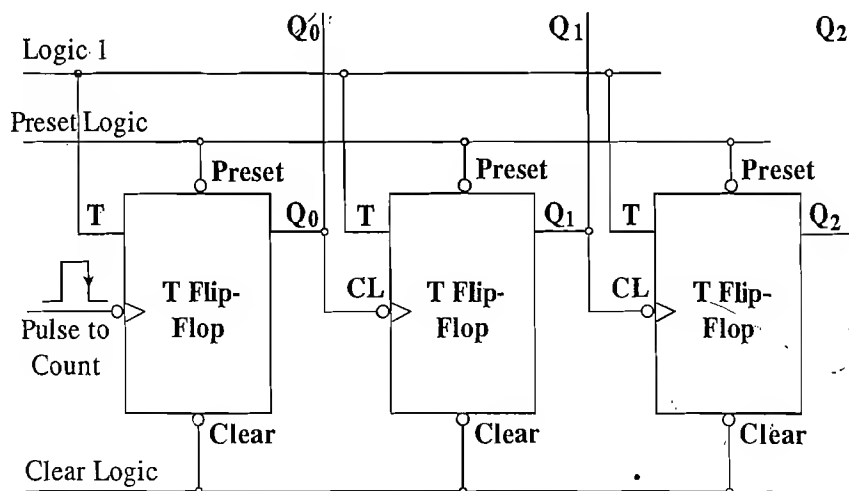 Q0 Q1 Q2
Logic 1
Preset Logic
Preset Preset Preset
T Q0 T Q1 T Q2
T Flip-
Flop
CL
T Flip-
Flop
CL
T Flip-
Flop
Pulse to
Count
Clear Clear Clear
Clear Logic